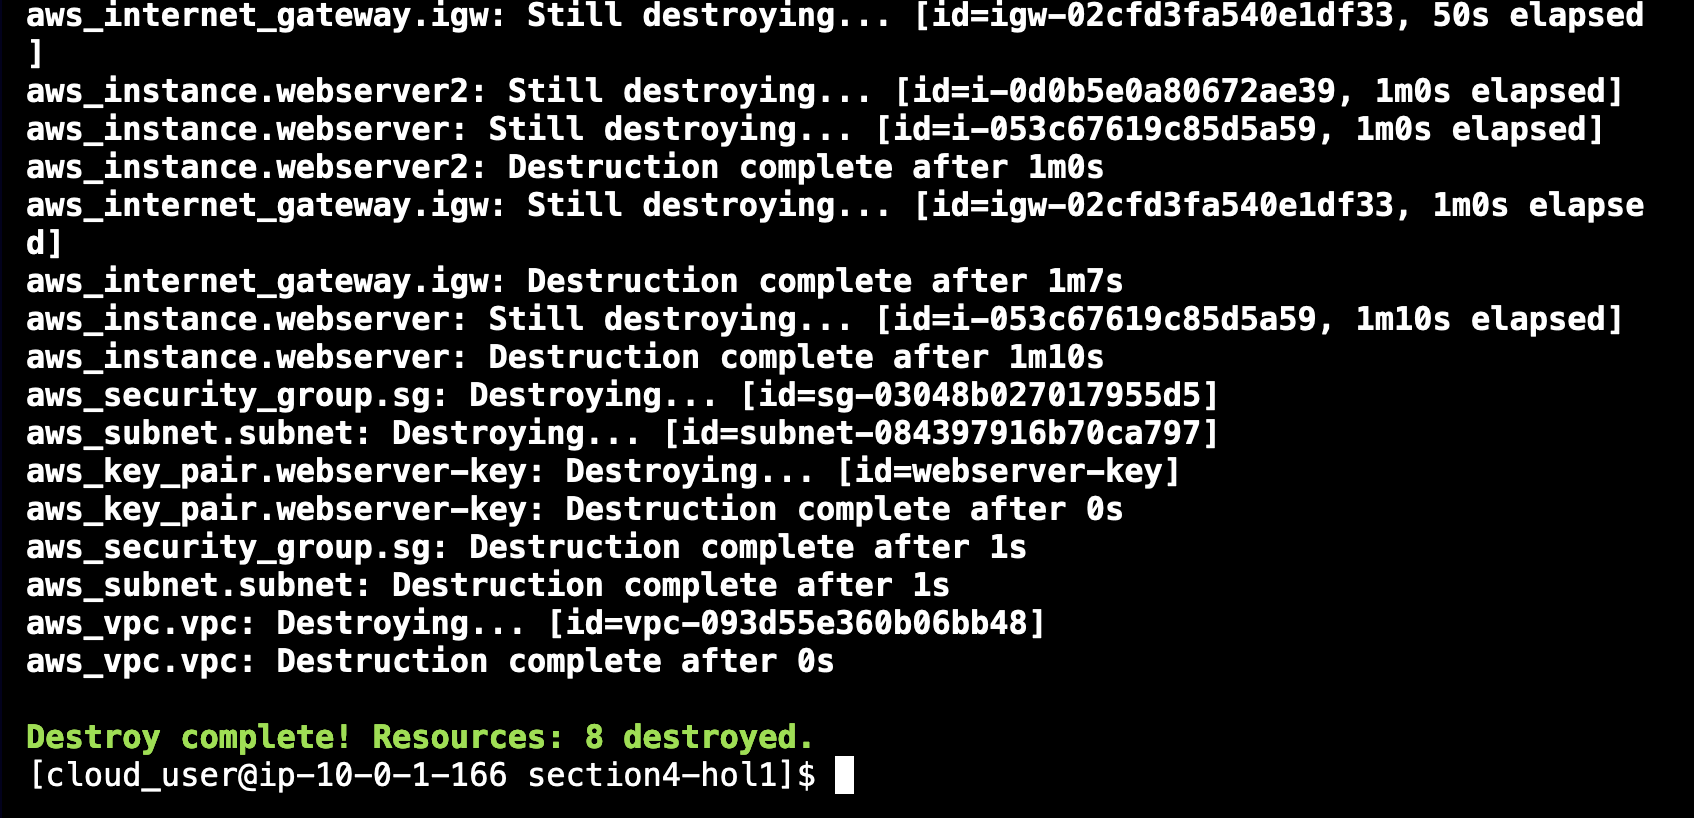 aws_internet_gateway.igw: Still destroying... [id=igw-02cfd3fa540e1df33, 50s elapsed
]
aws_instance.webserver2: Still destroying... [id=i-0d0b5e0a80672ae39, 1m0s elapsed]
aws_instance.webserver: Still destroying... [id=i-053c67619c85d5a59, 1m0s elapsed]
aws_instance.webserver2: Destruction complete after 1m0s
aws_internet_gateway.igw: Still destroying... [id=igw-02cfd3fa540e1df33, 1m0s elapse
d]
aws_internet_gateway.igw: Destruction complete after 1m7s
aws_instance.webserver: Still destroying... [id=i-053c67619c85d5a59, 1m10s elapsed]
aws_instance.webserver: Destruction complete after 1m10s
aws_security_group.sg: Destroying... [id=sg-03048b027017955d5]
aws_subnet.subnet: Destroying... [id=subnet-084397916b70ca797]
aws_key_pair.webserver-key: Destroying... [id=webserver-key]
aws_key_pair.webserver-key: Destruction complete after 0s
aws_security_group.sg: Destruction complete after 1s
aws_subnet.subnet: Destruction complete after 1s
aws_vpc.vpc: Destroying... [id=vpc-093d55e360b06bb48]
aws_vpc.vpc: Destruction complete after 0s
Destroy complete! Resources: 8 destroyed.
[cloud_user@ip-10-0-1-166 section4-hol1]$